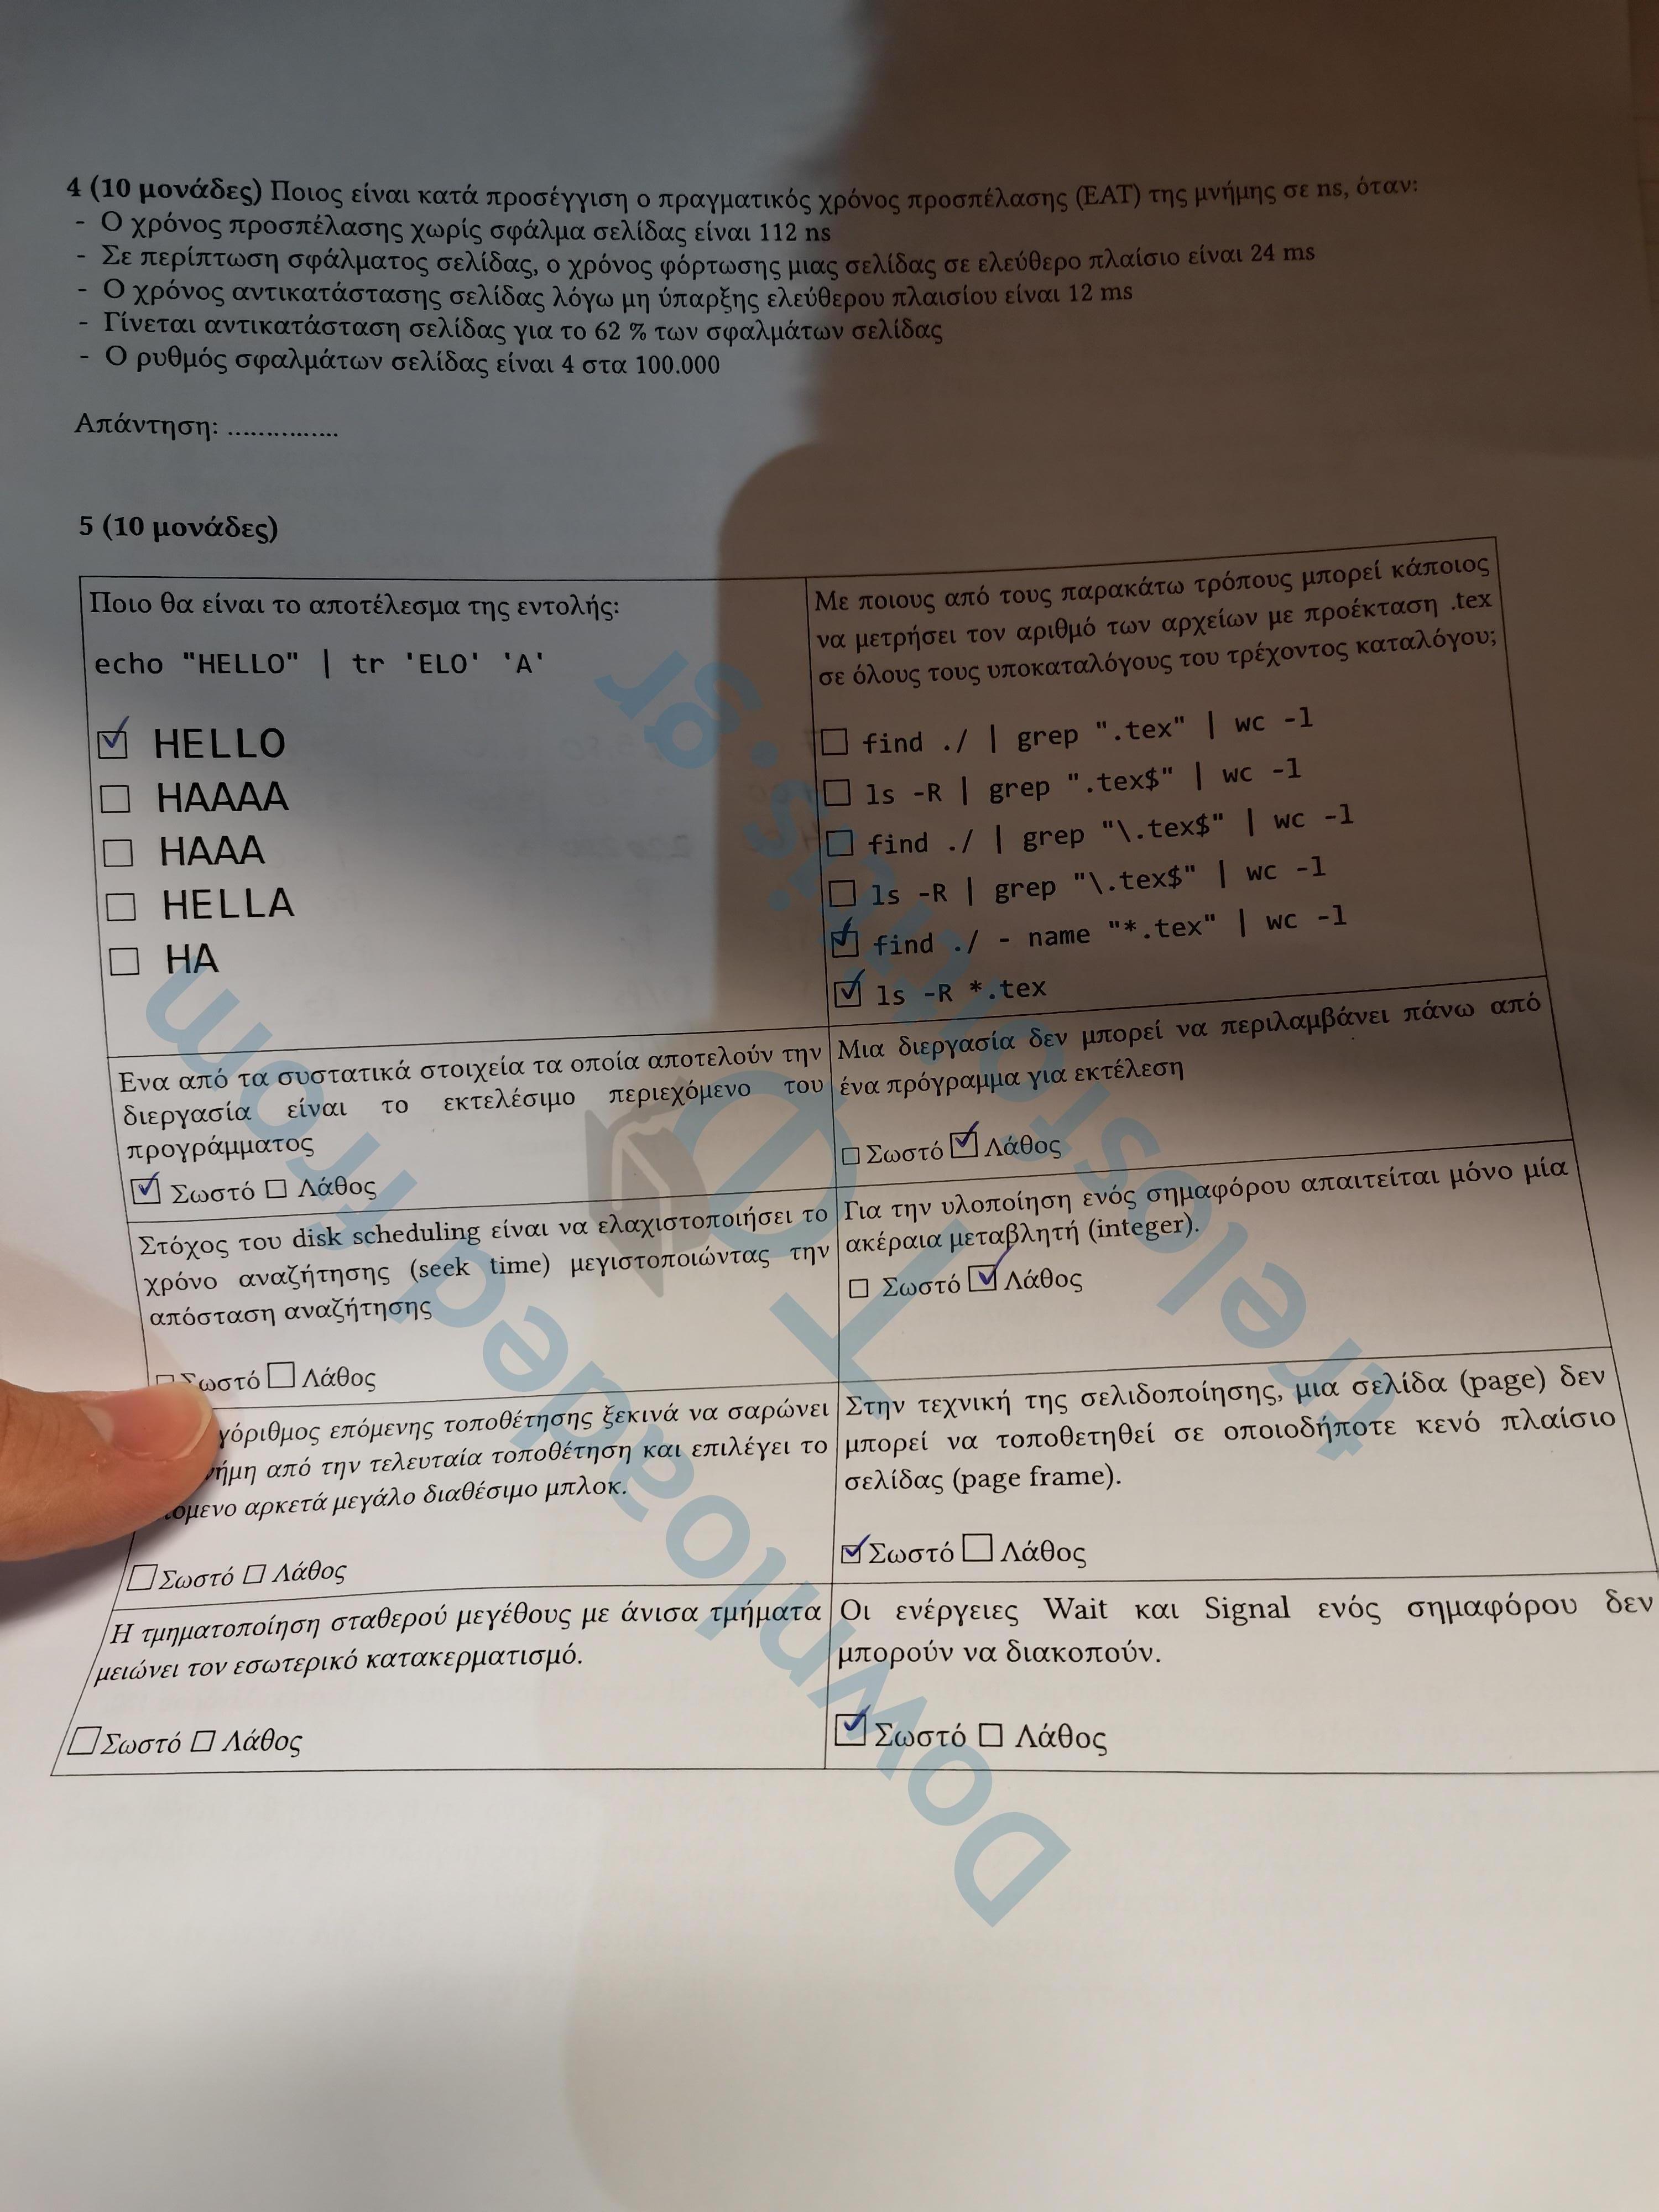 4 (10 μονάδες) Ποιος είναι κατά προσέγγιση ο πραγματικός χρόνος προσπέλασης (EAT) της μνήμης σε ns, όταν:
- Ο χρόνος προσπέλασης χωρίς σφάλμα σελίδας είναι 112 ns
- Σε περίπτωση σφάλματος σελίδας, ο χρόνος φόρτωσης μιας σελίδας σε ελεύθερο πλαίσιο είναι 24 ms
- Ο χρόνος αντικατάστασης σελίδας λόγω μη ύπαρξης ελεύθερου πλαισίου είναι 12 ms
- Γίνεται αντικατάσταση σελίδας για το 62 % των σφαλμάτων σελίδας
- Ο ρυθμός σφαλμάτων σελίδας είναι 4 στα 100.000
Απάντηση: ...............
5 (10 μονάδες)
Ποιο θα είναι το αποτέλεσμα της εντολής:
echo "HELLO" | tr 'ELO' 'A'
HELLO
HAAAA
HAAA
HELLA
HA
Με ποιους από τους παρακάτω τρόπους μπορεί κάποιος
να μετρήσει τον αριθμό των αρχείων με προέκταση .tex
σε όλους τους υποκαταλόγους του τρέχοντος καταλόγου;
find ./ | grep ".tex" | wc -l
ls -R | grep ".tex$" | wc -l
find ./ | grep "\.tex$" | wc -l
ls -R | grep "\.tex$" | wc -l
find ./ - name "*.tex" | wc -l
ls -R *.tex
Ενα από τα συστατικά στοιχεία τα οποία αποτελούν την
διεργασία είναι το εκτελέσιμο περιεχόμενο του
προγράμματος
Σωστό Λάθος
Μια διεργασία δεν μπορεί να περιλαμβάνει πάνω από
ένα πρόγραμμα για εκτέλεση
Σωστό Λάθος
Στόχος του disk scheduling είναι να ελαχιστοποιήσει το
χρόνο αναζήτησης (seek time) μεγιστοποιώντας την
απόσταση αναζήτησης
Σωστό Λάθος
Για την υλοποίηση ενός σημαφόρου απαιτείται μόνο μία
ακέραια μεταβλητή (integer).
Σωστό Λάθος
επόμενης τοποθέτησης ξεκινά να σαρώνει
από την τελευταία τοποθέτηση και επιλέγει το
αρκετά μεγάλο διαθέσιμο μπλοκ.
Σωστό Λάθος
Στην τεχνική της σελιδοποίησης, μια σελίδα (page) δεν
μπορεί να τοποθετηθεί σε οποιοδήποτε κενό πλαίσιο
σελίδας (page frame).
Σωστό Λάθος
Η τμηματοποίηση σταθερού μεγέθους με άνισα τμήματα
μειώνει τον εσωτερικό κατακερματισμό.
Σωστό Λάθος
Οι ενέργειες Wait και Signal ενός σημαφόρου δεν
μπορούν να διακοπούν.
Σωστό Λάθος
Downloaded from